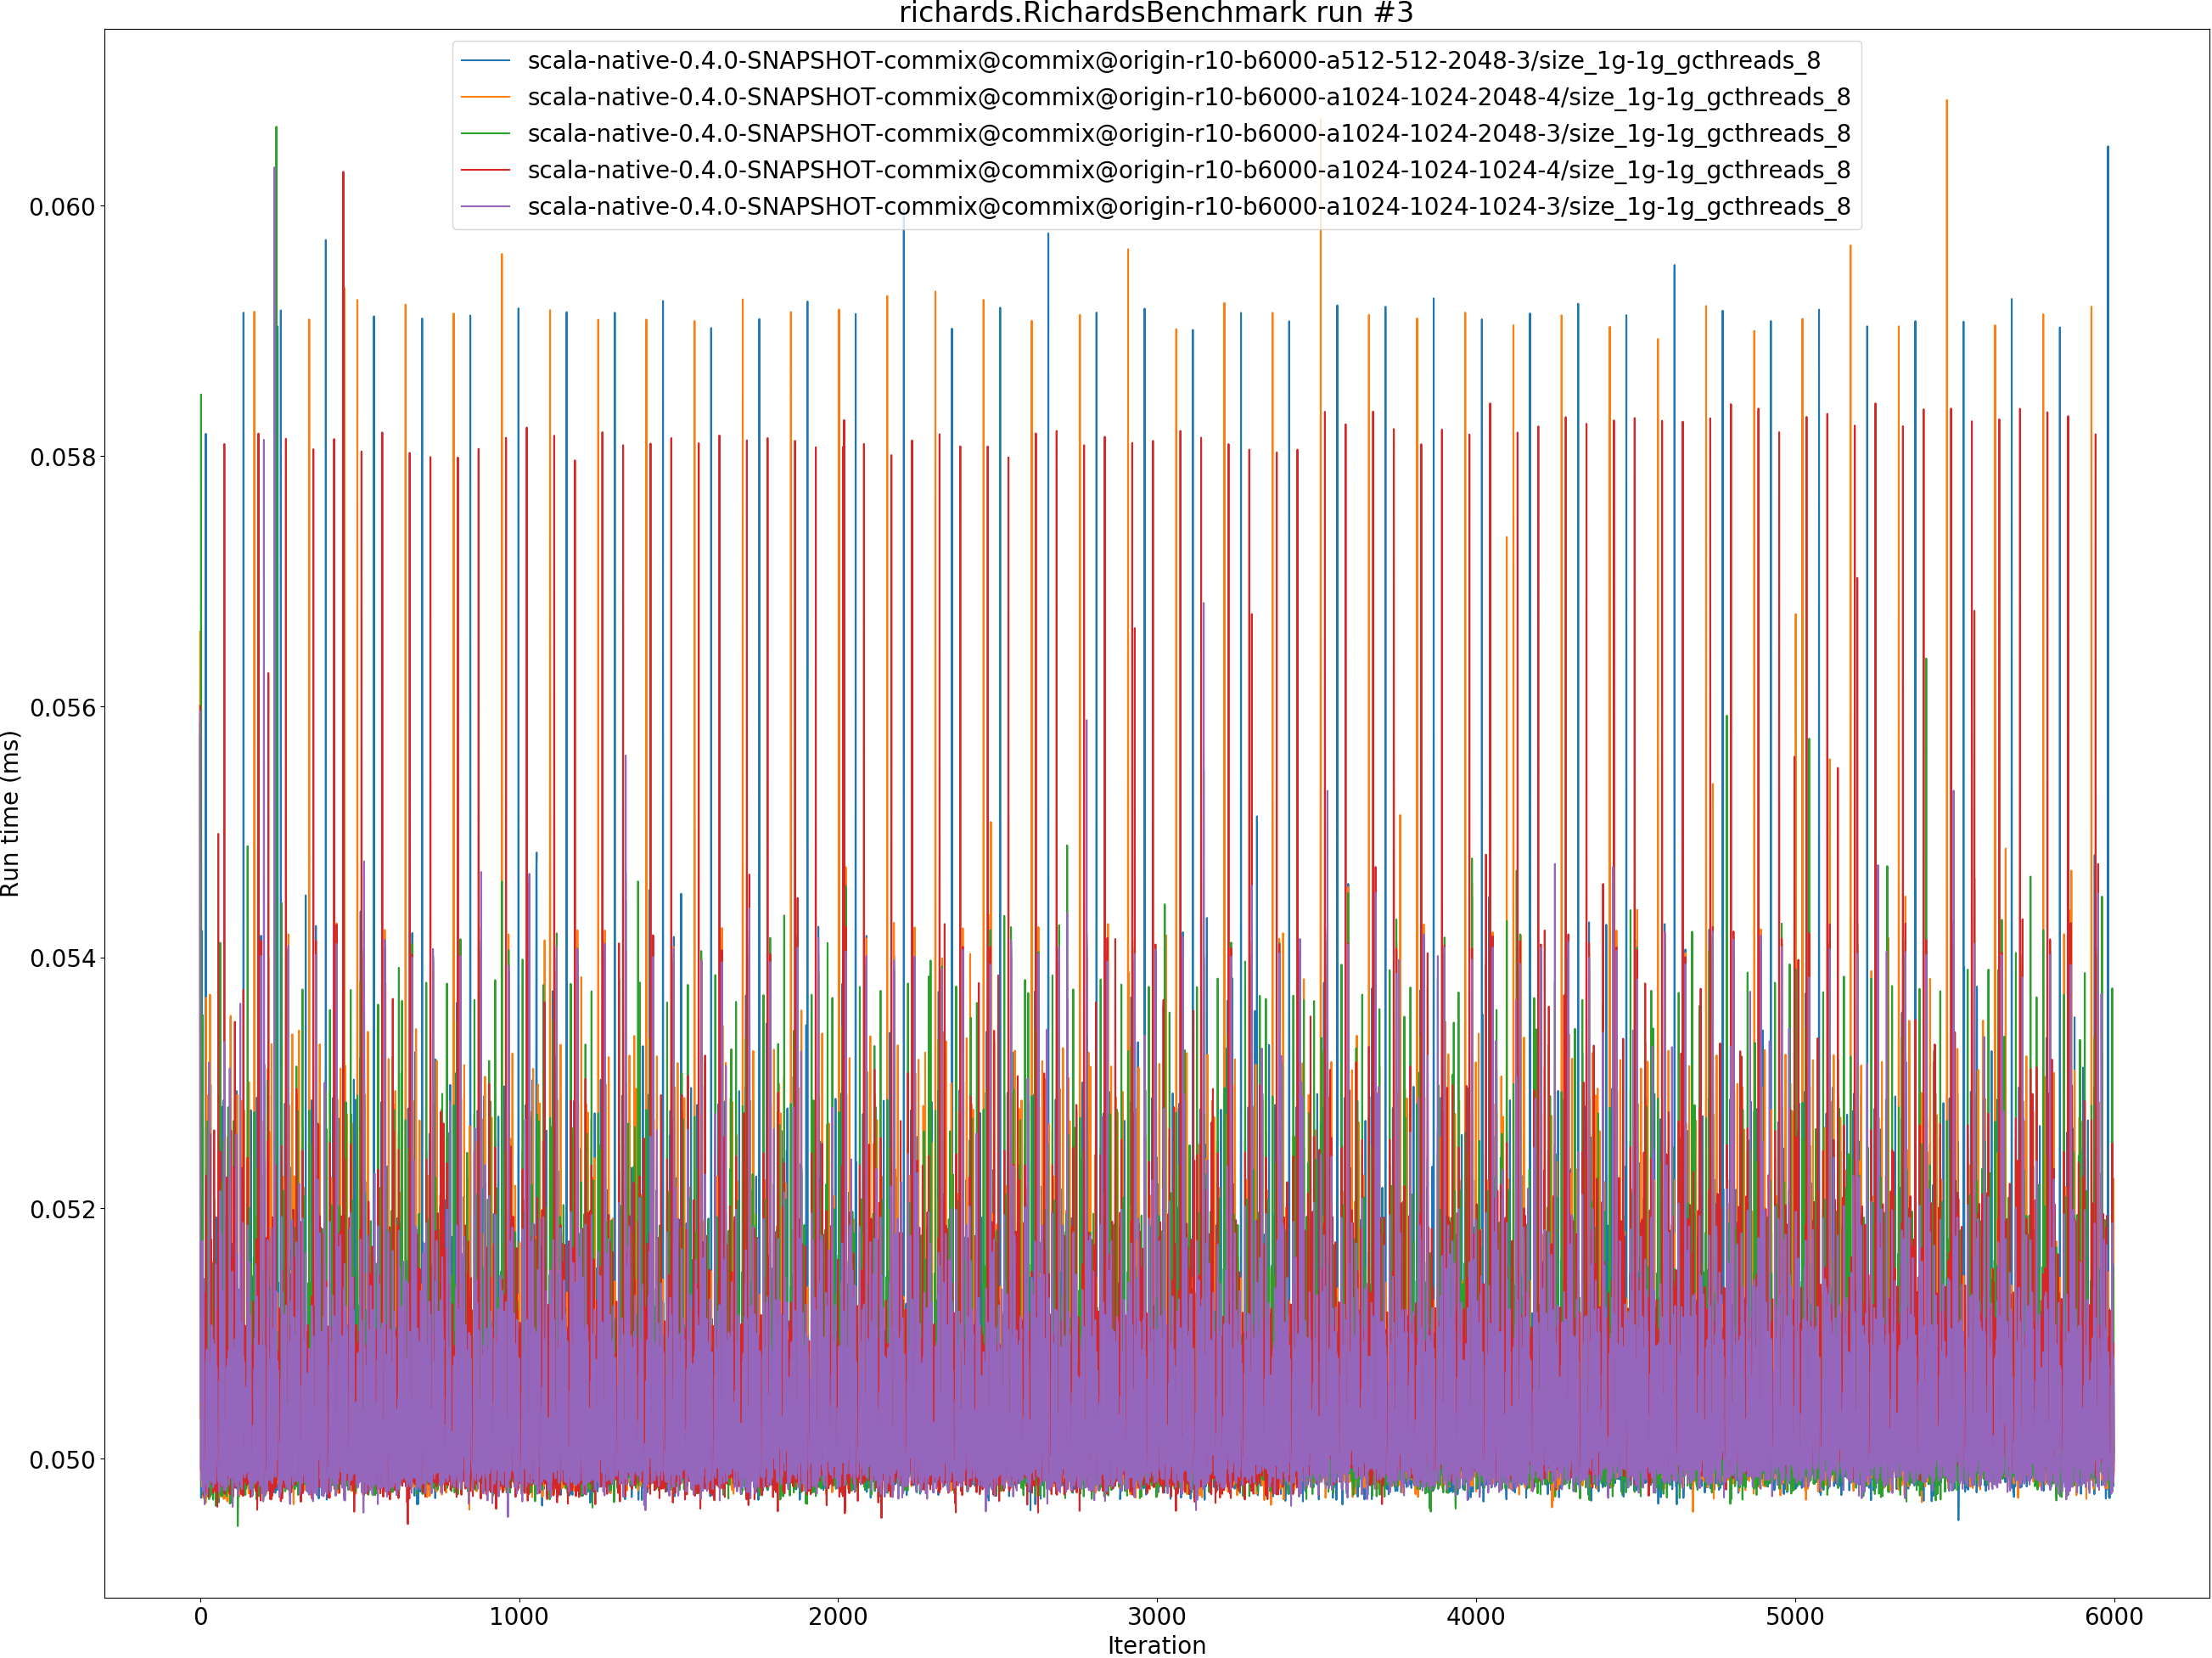 richards.RichardsBenchmark run #3
scala-native-0.4.0-SNAPSHOT-commix@commix@origin-r10-b6000-a512-512-2048-3/size_1g-1g_gcthreads_8
scala-native-0.4.0-SNAPSHOT-commix@commix@origin-r10-b6000-a1024-1024-2048-4/size_1g-1g_gcthreads_8
scala-native-0.4.0-SNAPSHOT-commix@commix@origin-r10-b6000-a1024-1024-2048-3/size_1g-1g_gcthreads_8
scala-native-0.4.0-SNAPSHOT-commix@commix@origin-r10-b6000-a1024-1024-1024-4/size_1g-1g_gcthreads_8
scala-native-0.4.0-SNAPSHOT-commix@commix@origin-r10-b6000-a1024-1024-1024-3/size_1g-1g_gcthreads_8
0.060
0.058
0.056
0.054
0.052
0.050
Run time (ms)
0 1000 2000 3000 4000 5000 6000
Iteration